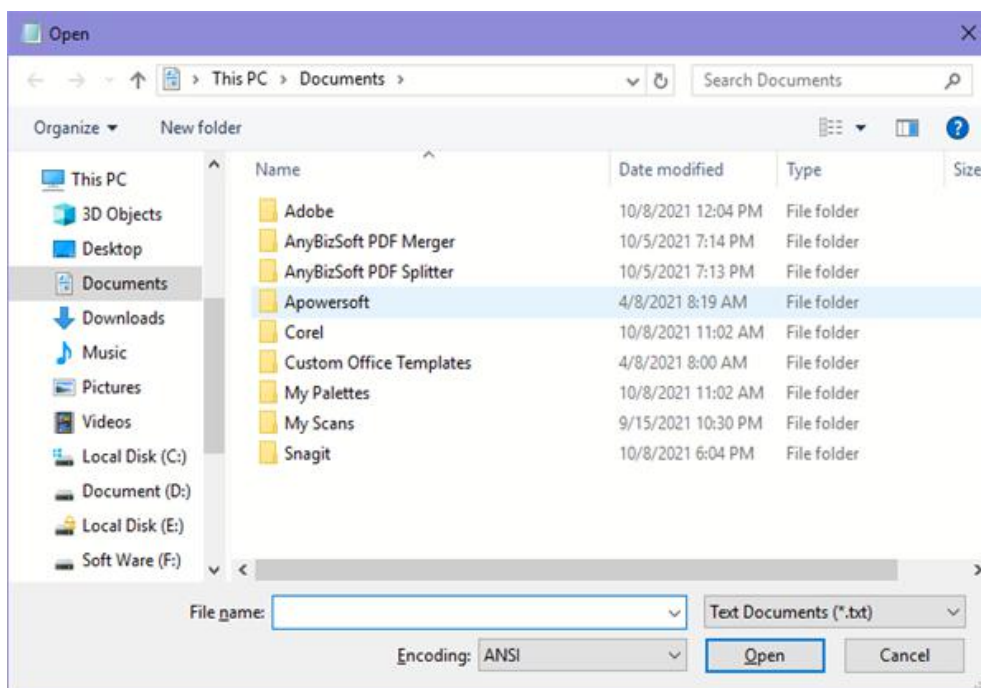 Open
This PC > Documents >
Search Documents
Organize
New folder
Name
Date modified
Type
Size
This PC
3D Objects
Desktop
Documents
Downloads
Music
Pictures
Videos
Local Disk (C:)
Document (D:)
Local Disk (E:)
Soft Ware (F:)
Adobe 10/8/2021 12:04 PM File folder
AnyBizSoft PDF Merger 10/5/2021 7:14 PM File folder
AnyBizSoft PDF Splitter 10/5/2021 7:13 PM File folder
Apowersoft 4/8/2021 8:19 AM File folder
Corel 10/8/2021 11:02 AM File folder
Custom Office Templates 4/8/2021 8:00 AM File folder
My Palettes 10/8/2021 11:02 AM File folder
My Scans 9/15/2021 10:30 PM File folder
Snagit 10/8/2021 6:04 PM File folder
File name:
Text Documents (*.txt)
Encoding: ANSI
Open
Cancel